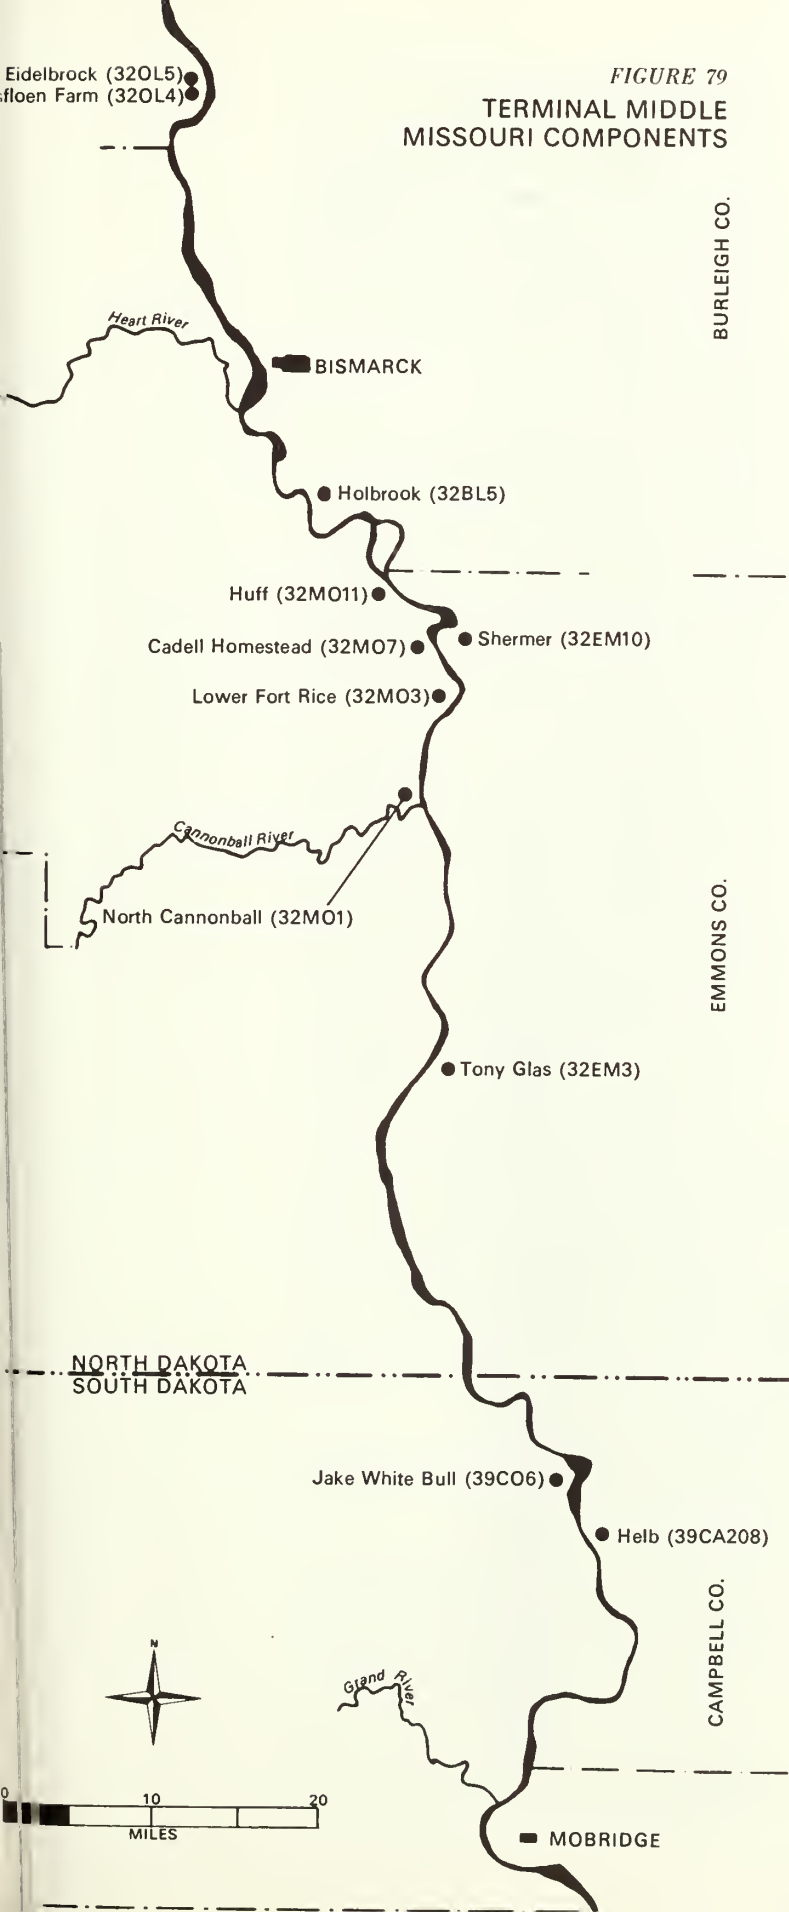 FIGURE 79
TERMINAL MIDDLE
MISSOURI COMPONENTS
Eidelbrock (32OL5)
Farm (32OL4)
BURLEIGH CO.
Heart River
BISMARCK
Holbrook (32BL5)
Huff (32MO11)
Shermer (32EM10)
Cadell Homestead (32MO7)
Lower Fort Rice (32MO3)
Cannonball River
North Cannonball (32MO1)
EMMONS CO.
Tony Glas (32EM3)
NORTH DAKOTA
SOUTH DAKOTA
Jake White Bull (39CO6)
Helb (39CA208)
CAMPBELL CO.
N
Grand River
0 10 20
MILES
MOBRIDGE